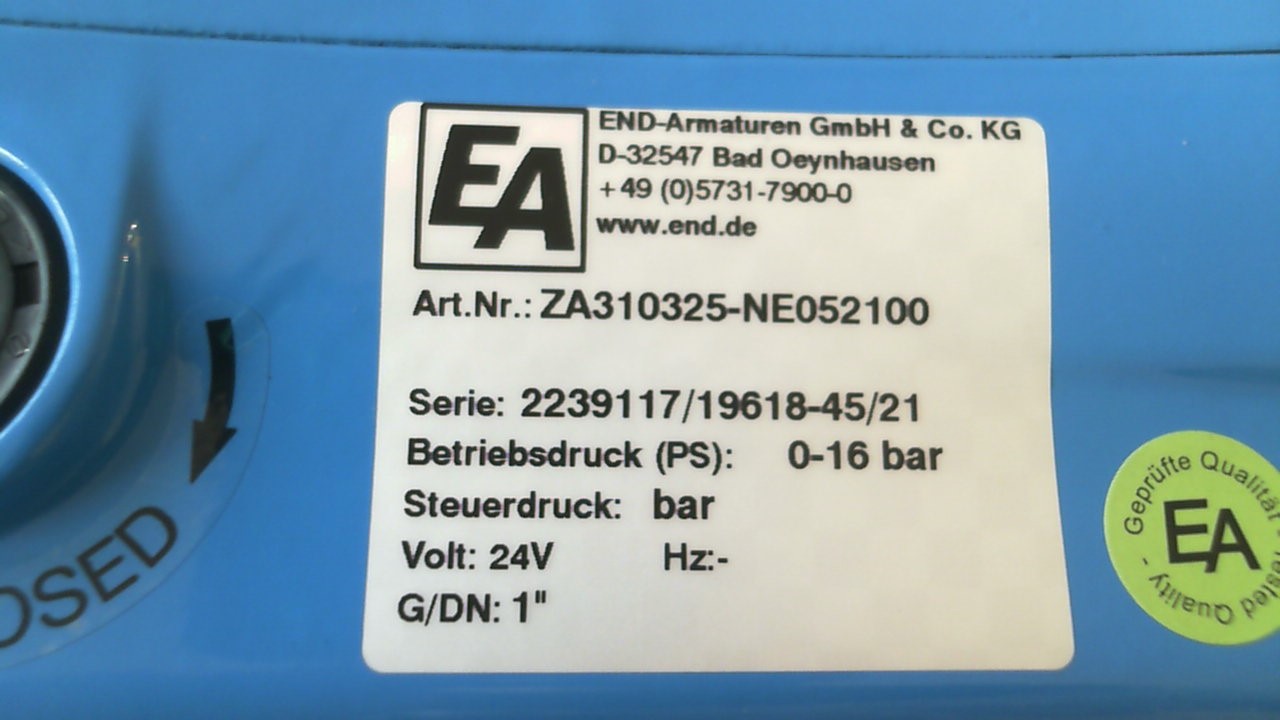 EA
END-Armaturen GmbH & Co. KG
D-32547 Bad Oeynhausen
+49 (0)5731-7900-0
www.end.de
Art.Nr.: ZA310325-NE052100
Serie: 2239117/19618-45/21
Betriebsdruck (PS): 0-16 bar
Steuerdruck: bar
Volt: 24V Hz:-
G/DN: 1"
Geprüfte Qualität -
EA
Tested Quality -